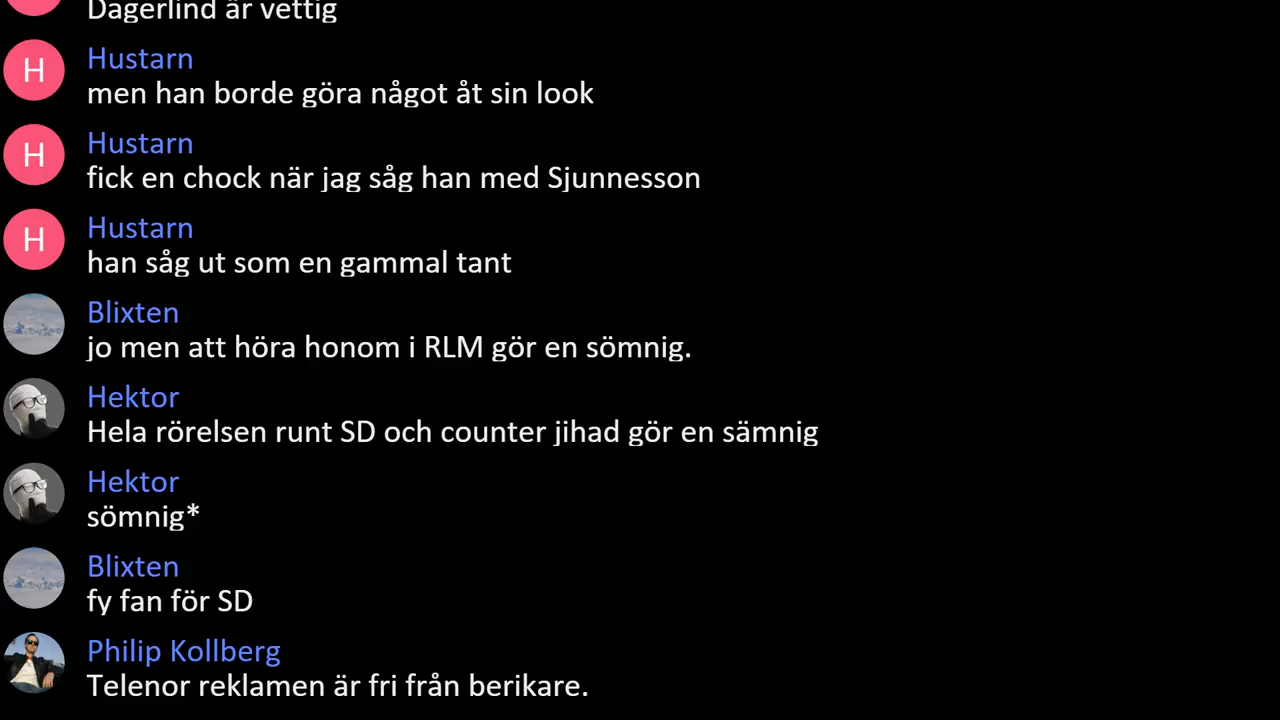 Dagerlind är vettig
H
Hustarn
men han borde göra något åt sin look
H
Hustarn
fick en chock när jag såg han med Sjunnesson
H
Hustarn
han såg ut som en gammal tant
Blixten
jo men att höra honom i RLM gör en sömnig.
Hektor
Hela rörelsen runt SD och counter jihad gör en sämnig
Hektor
sömnig*
Blixten
fy fan för SD
Philip Kollberg
Telenor reklamen är fri från berikare.